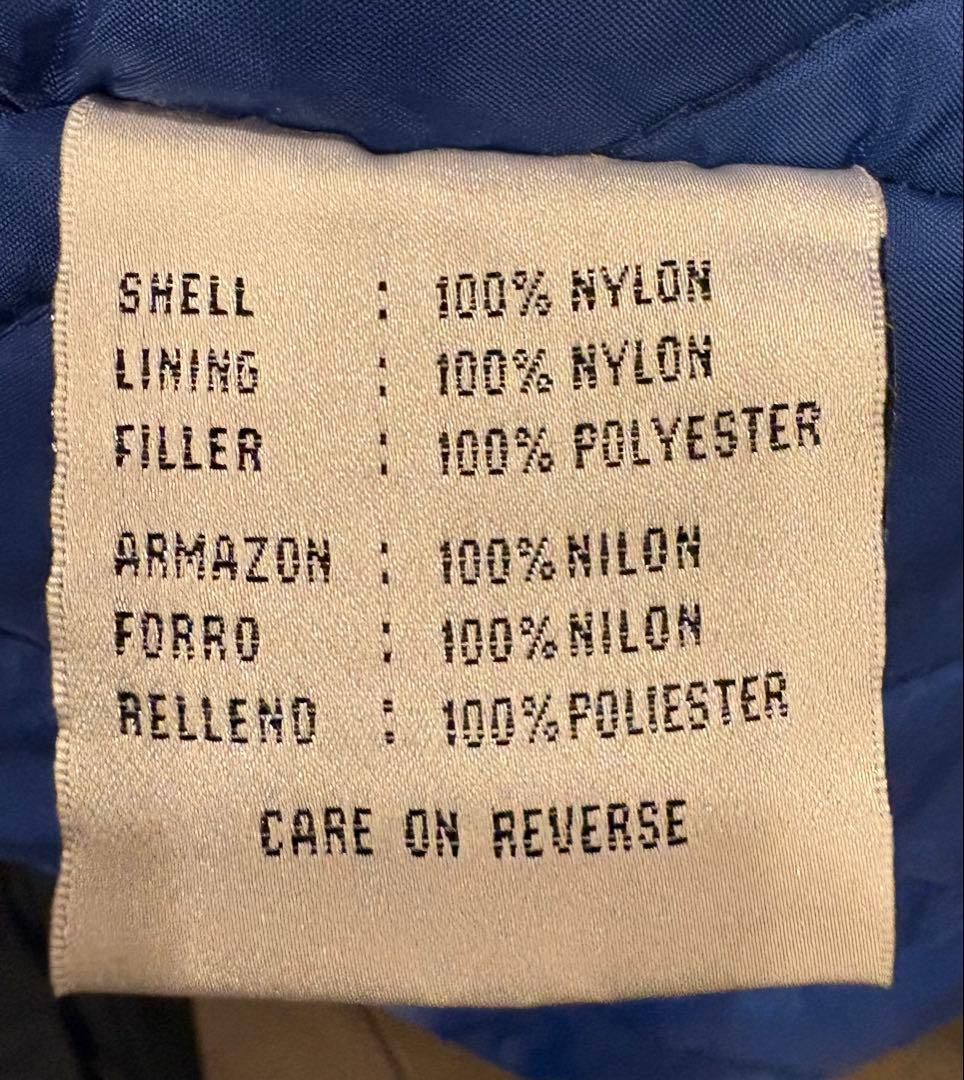 SHELL : 100% NYLON
LINING : 100% NYLON
FILLER : 100% POLYESTER
ARMAZON : 100% NILON
FORRO : 100% NILON
RELLENO : 100% POLIESTER
CARE ON REVERSE